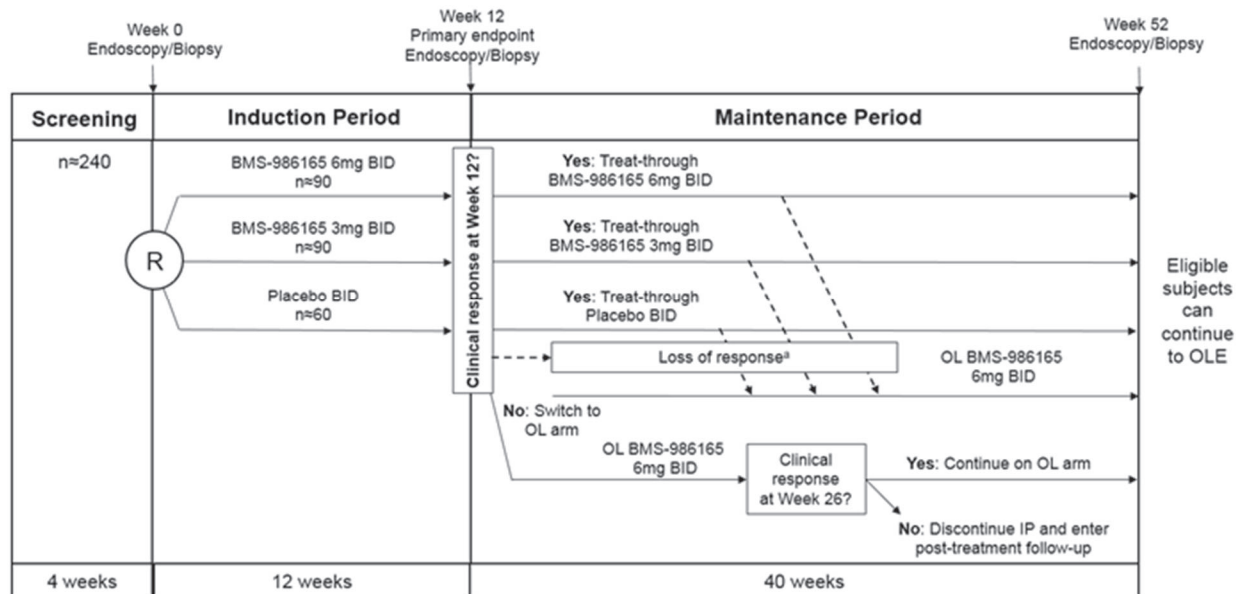 Week 0
Endoscopy/Biopsy
Week 12
Primary endpoint
Endoscopy/Biopsy
Week 52
Endoscopy/Biopsy
Screening
Induction Period
Maintenance Period
n≈240
R
BMS-986165 6mg BID
n≈90
BMS-986165 3mg BID
n≈90
Placebo BID
n≈60
Clinical response at Week 12?
Yes: Treat-through
BMS-986165 6mg BID
Yes: Treat-through
BMS-986165 3mg BID
Yes: Treat-through
Placebo BID
Loss of responseᵃ
OL BMS-986165
6mg BID
No: Switch to
OL arm
OL BMS-986165
6mg BID
Clinical
response
at Week 26?
Yes: Continue on OL arm
No: Discontinue IP and enter
post-treatment follow-up
Eligible
subjects
can
continue
to OLE
4 weeks
12 weeks
40 weeks